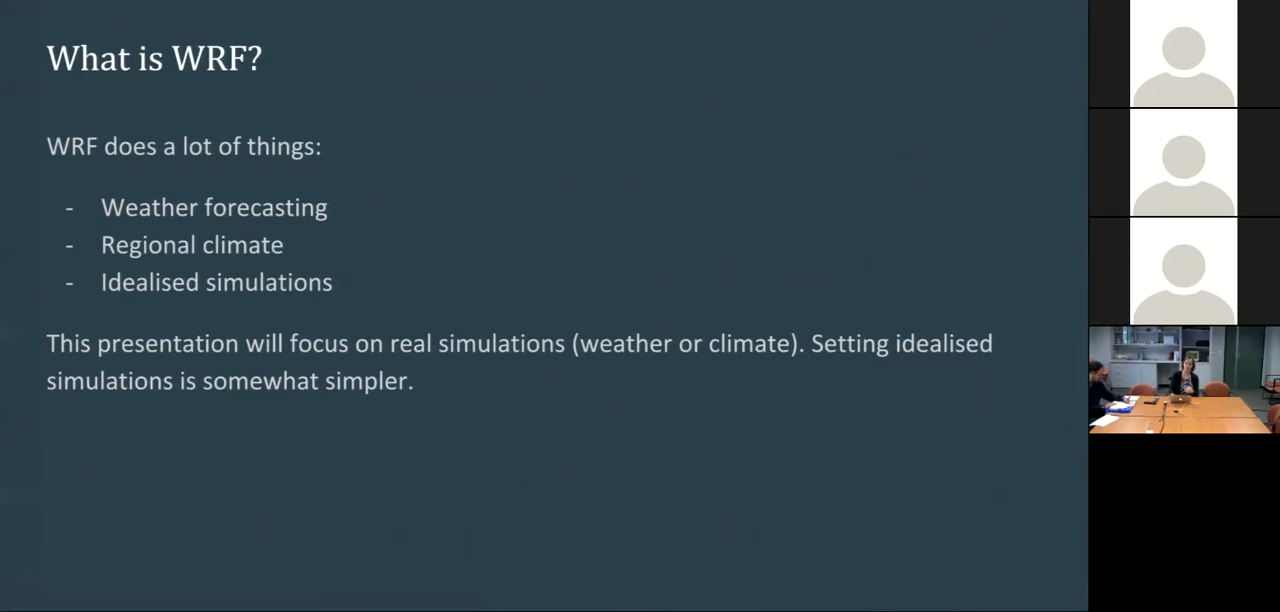 What is WRF?
WRF does a lot of things:
- Weather forecasting
- Regional climate
- Idealised simulations
This presentation will focus on real simulations (weather or climate). Setting idealised
simulations is somewhat simpler.